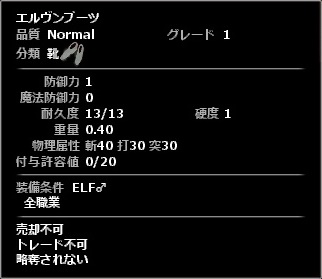 エルヴンブーツ
品質 Normal グレード 1
分類 靴
防御力 1
魔法防御力 0
耐久度 13/13 硬度 1
重量 0.40
物理属性 斬40 打30 突30
付与許容値 0/20
装備条件 ELF♂
全職業
売却不可
トレード不可
略奪されない